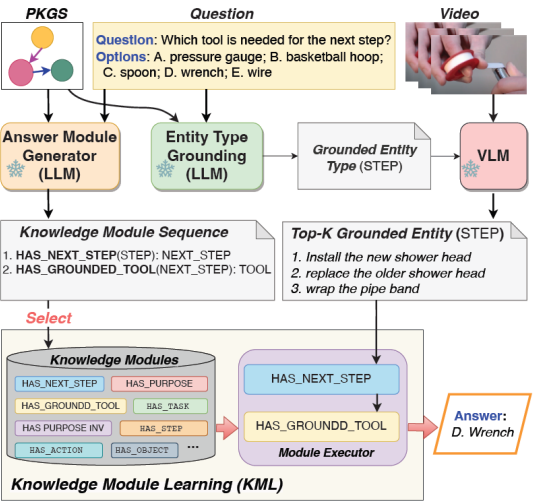 PKGS
Question
Video
Question: Which tool is needed for the next step?
Options: A. pressure gauge; B. basketball hoop;
C. spoon; D. wrench; E. wire
Answer Module
Generator
(LLM)
Entity Type
Grounding
(LLM)
Grounded Entity
Type (STEP)
VLM
Knowledge Module Sequence
1. HAS_NEXT_STEP(STEP): NEXT_STEP
2. HAS_GROUNDED_TOOL(NEXT_STEP): TOOL
Top-K Grounded Entity (STEP)
1. Install the new shower head
2. replace the older shower head
3. wrap the pipe band
Select
Knowledge Modules
HAS_NEXT_STEP
HAS_PURPOSE
HAS_GROUNDD_TOOL
HAS_TASK
HAS PURPOSE INV
HAS_STEP
HAS_ACTION
HAS_OBJECT
...
HAS_NEXT_STEP
HAS_GROUNDD_TOOL
Module Executor
Answer:
D. Wrench
Knowledge Module Learning (KML)